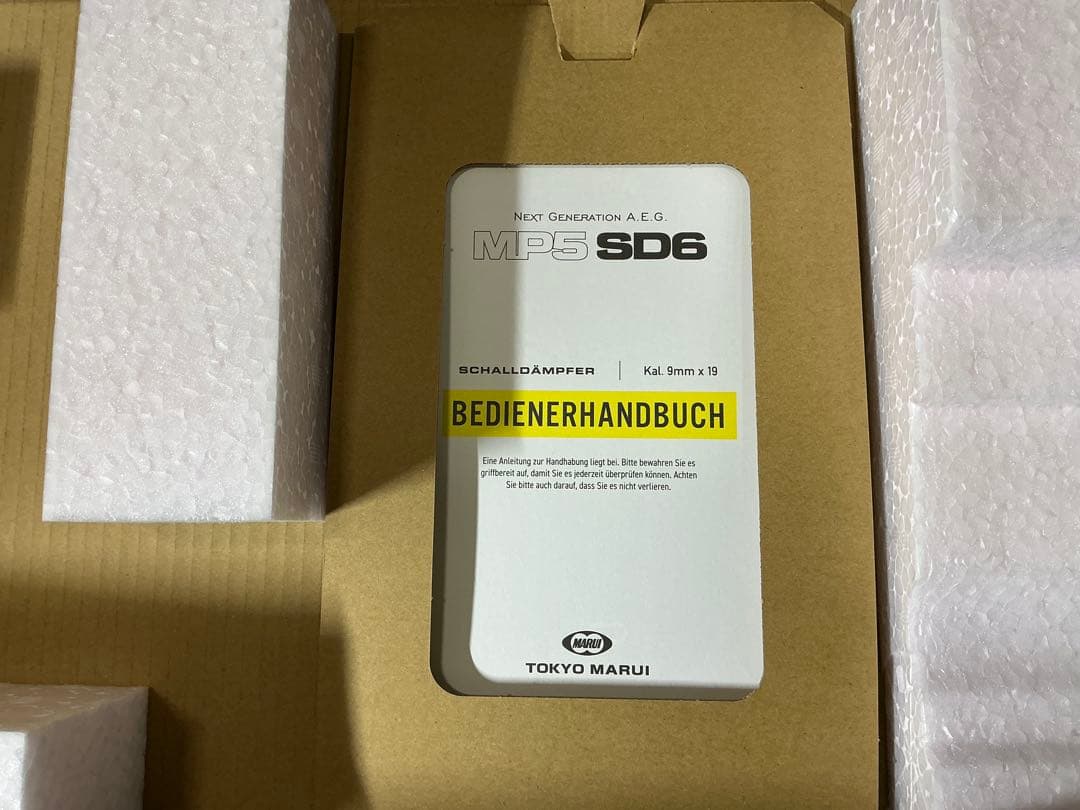 NEXT GENERATION A.E.G.
MP5 SD6
SCHALLDÄMPFER | Kal. 9mm x 19
BEDIENERHANDBUCH
Eine Anleitung zur Handhabung liegt bei. Bitte bewahren Sie es
griffbereit auf, damit Sie es jederzeit überprüfen können. Achten
Sie bitte auch darauf, dass Sie es nicht verlieren.
MARUI
TOKYO MARUI